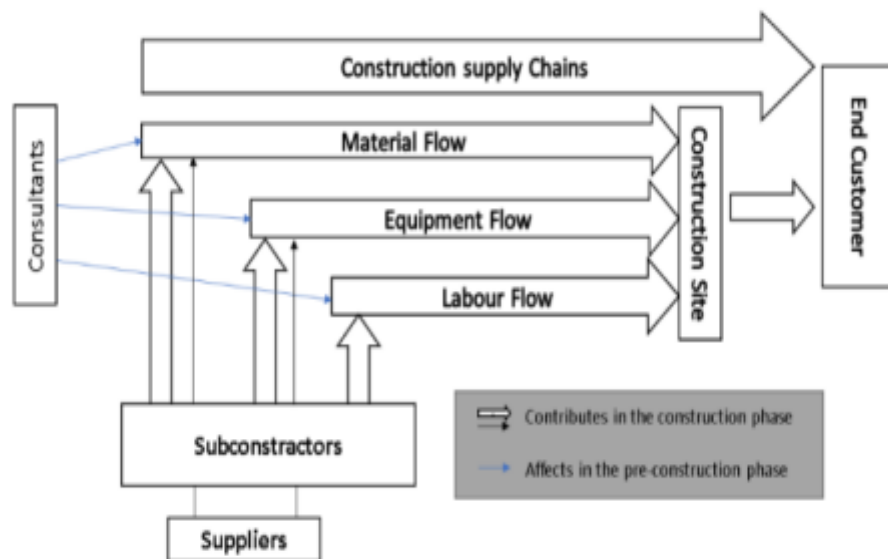 Construction supply Chains
End Customer
Consultants
Material Flow
Construction Site
Equipment Flow
Labour Flow
Subconstractors
Contributes in the construction phase
Affects in the pre-construction phase
Suppliers